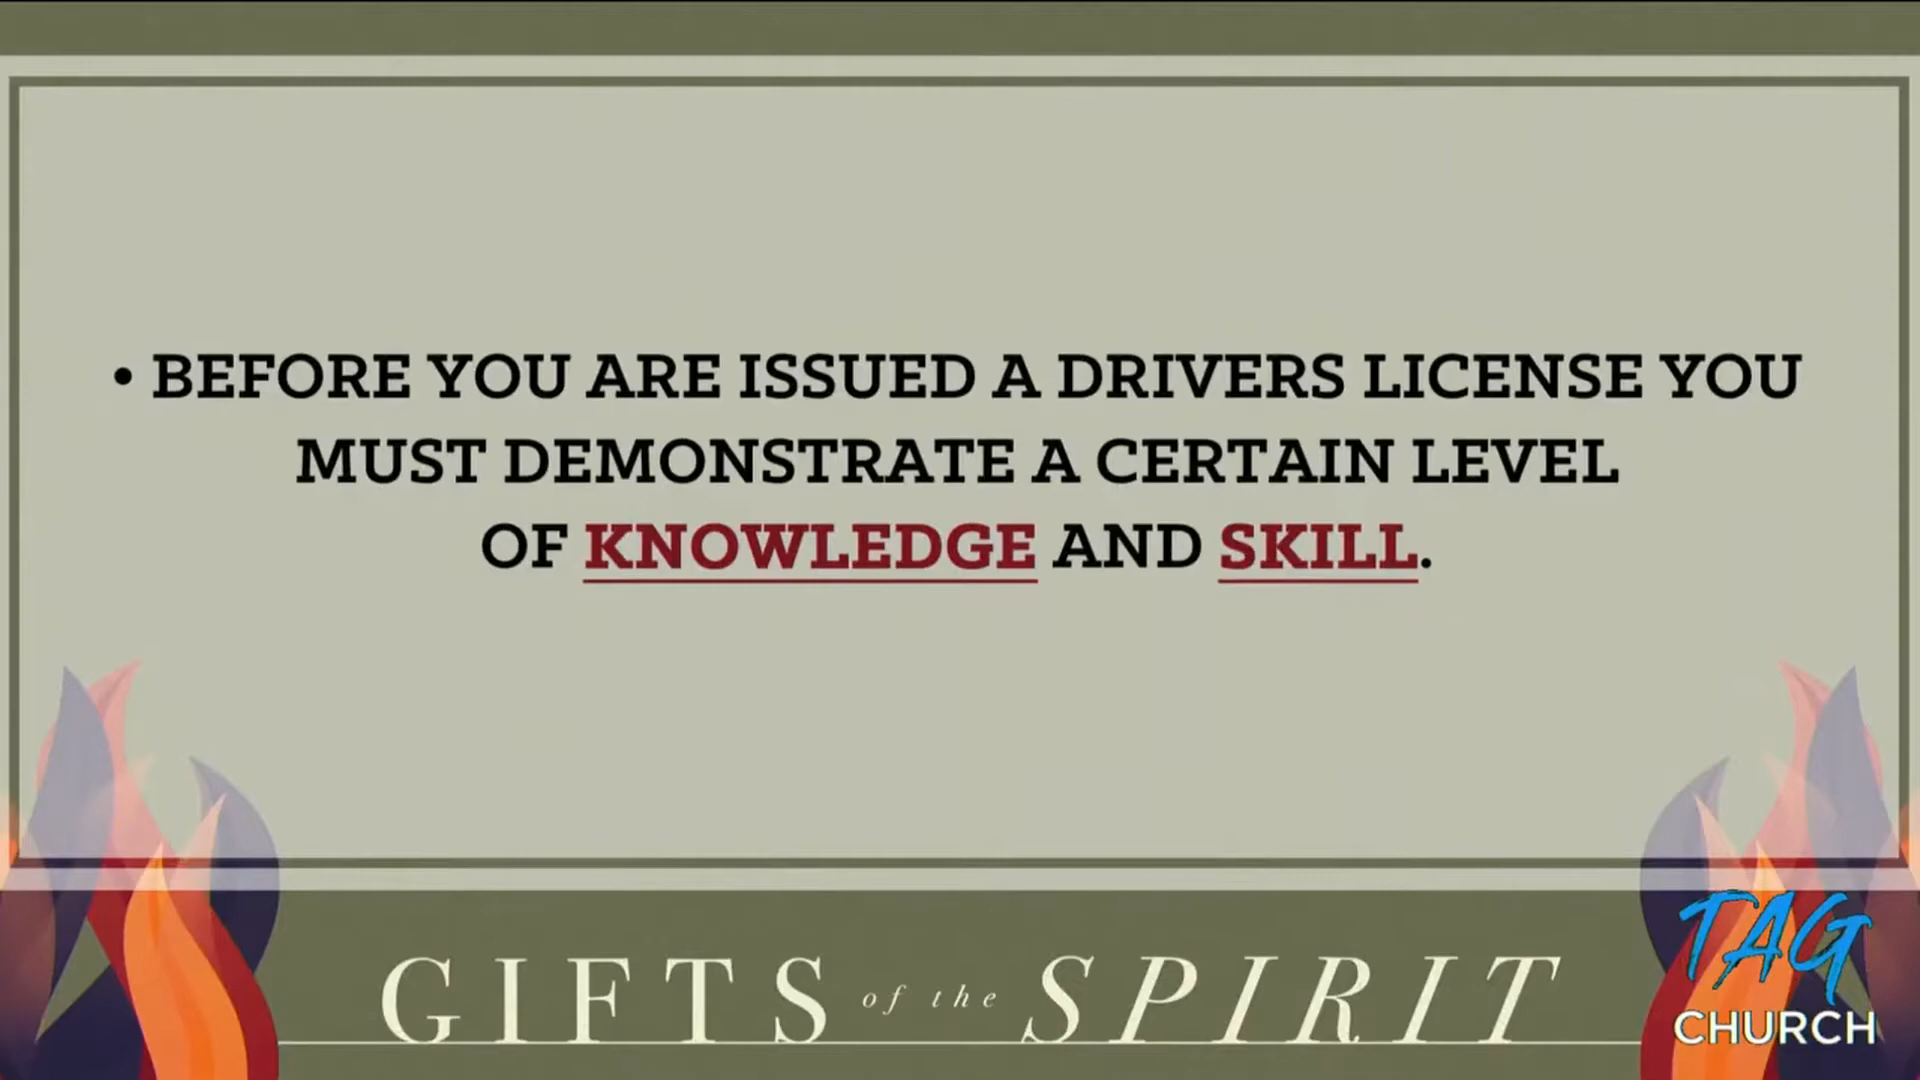 • BEFORE YOU ARE ISSUED A DRIVERS LICENSE YOU
MUST DEMONSTRATE A CERTAIN LEVEL
OF KNOWLEDGE AND SKILL.
GIFTS of the SPIRIT
TAG
CHURCH